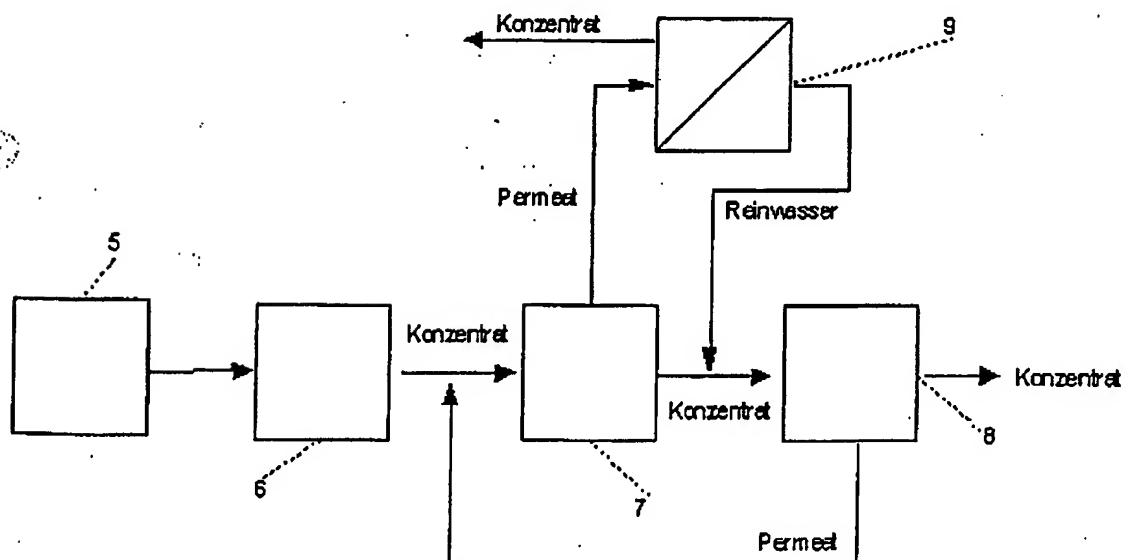 Konzentrat
9
Permeat
Reinwasser
5
Konzentrat
Konzentrat
Konzentrat
6
7
8
Permeat